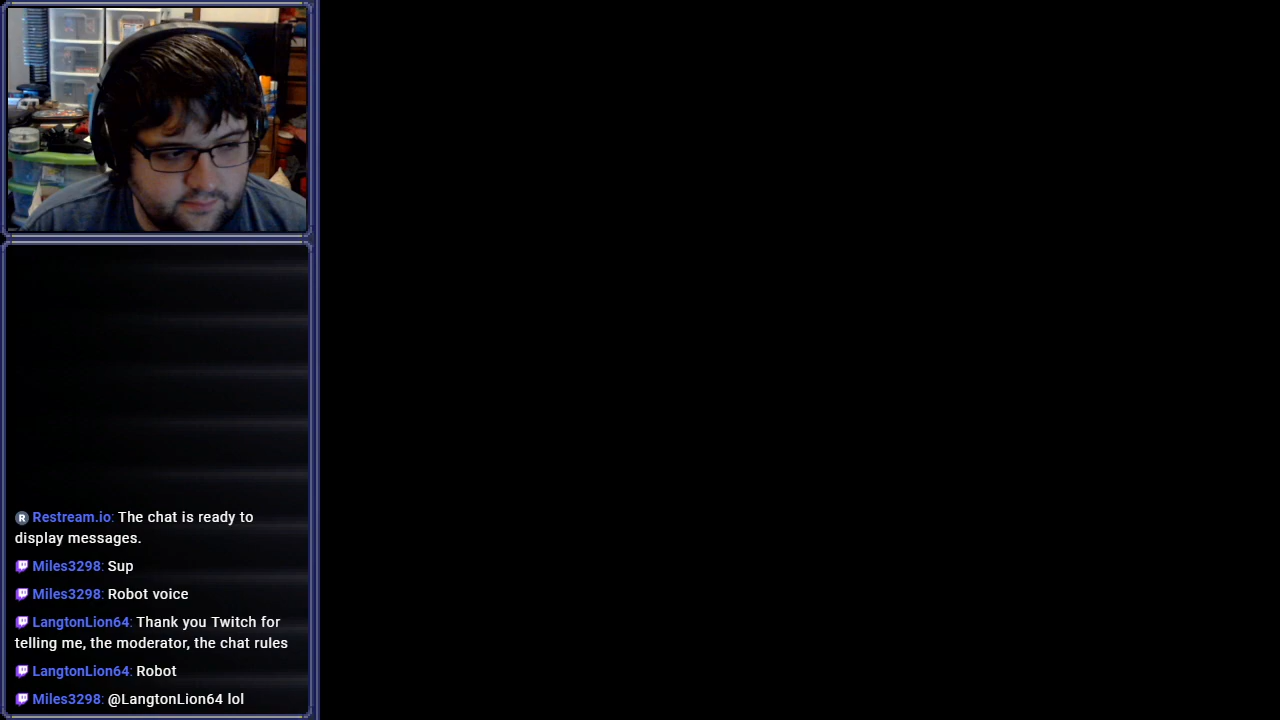 Restream.io: The chat is ready to
display messages.
Miles3298: Sup
Miles3298: Robot voice
LangtonLion64: Thank you Twitch for
telling me, the moderator, the chat rules
LangtonLion64: Robot
Miles3298: @LangtonLion64 lol